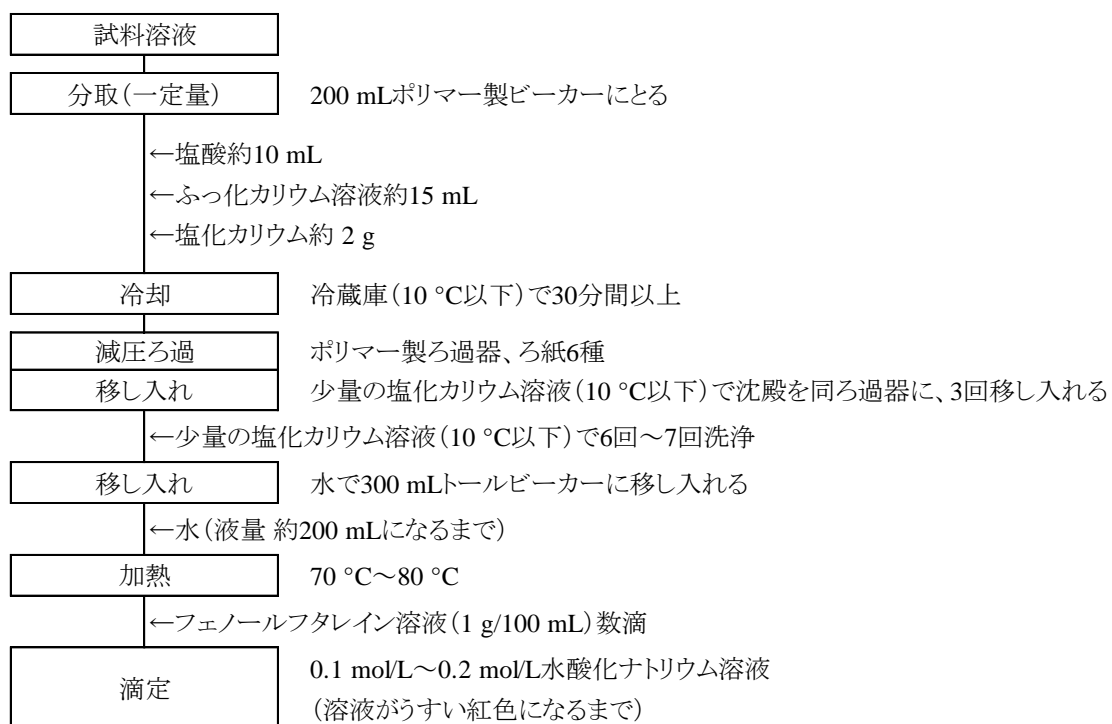 試料溶液
分取(一定量) 200 mLポリマー製ビーカーにとる
←塩酸約10 mL
←ふっ化カリウム溶液約15 mL
←塩化カリウム約 2 g
冷却 冷蔵庫(10 °C以下)で30分間以上
減圧ろ過 ポリマー製ろ過器、ろ紙6種
移し入れ 少量の塩化カリウム溶液(10 °C以下)で沈殿を同ろ過器に、3回移し入れる
←少量の塩化カリウム溶液(10 °C以下)で6回~7回洗浄
移し入れ 水で300 mLトールビーカーに移し入れる
←水(液量 約200 mLになるまで)
加熱 70 °C~80 °C
←フェノールフタレイン溶液(1 g/100 mL)数滴
滴定 0.1 mol/L~0.2 mol/L水酸化ナトリウム溶液
(溶液がうすい紅色になるまで)